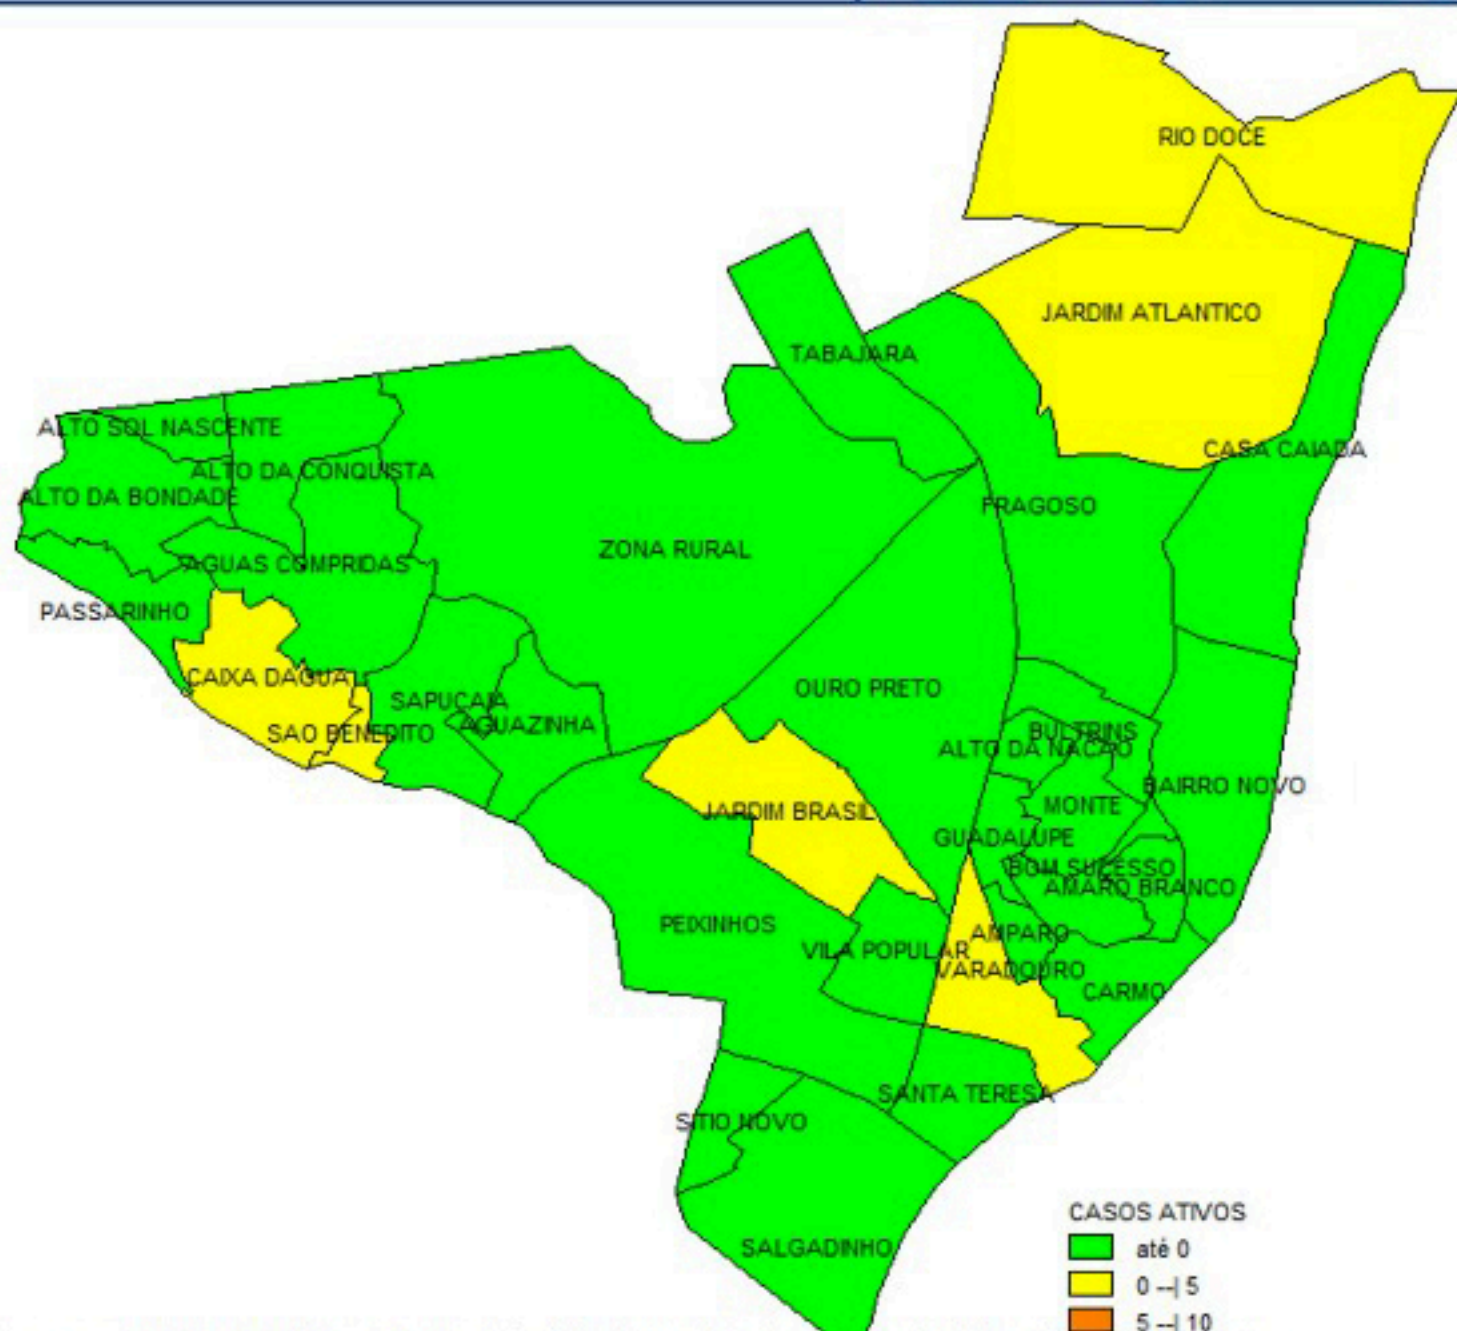 RIO DOCE
JARDIM ATLANTICO
TABAJARA
ALTO SOL NASCENTE
CASA CAIADA
ALTO DA CONQUISTA
ALTO DA BONDADE
FRAGOSO
ZONA RURAL
AGUAS COMPRIDAS
PASSARINHO
CAIXA DAGUA
OURO PRETO
SAPUCAIA
AGUAZINHA
SAO BENEDITO
BULTRINS
ALTO DA NACAO
BAIRRO NOVO
MONTE
JARDIM BRASIL
GUADALUPE
BOM SUCESSO
AMARO BRANCO
PEIXINHOS
AMPARO
VILA POPULAR
VARADOURO
CARMO
SANTA TERESA
SITIO NOVO
SALGADINHO
CASOS ATIVOS
até 0
0 --| 5
5 --| 10